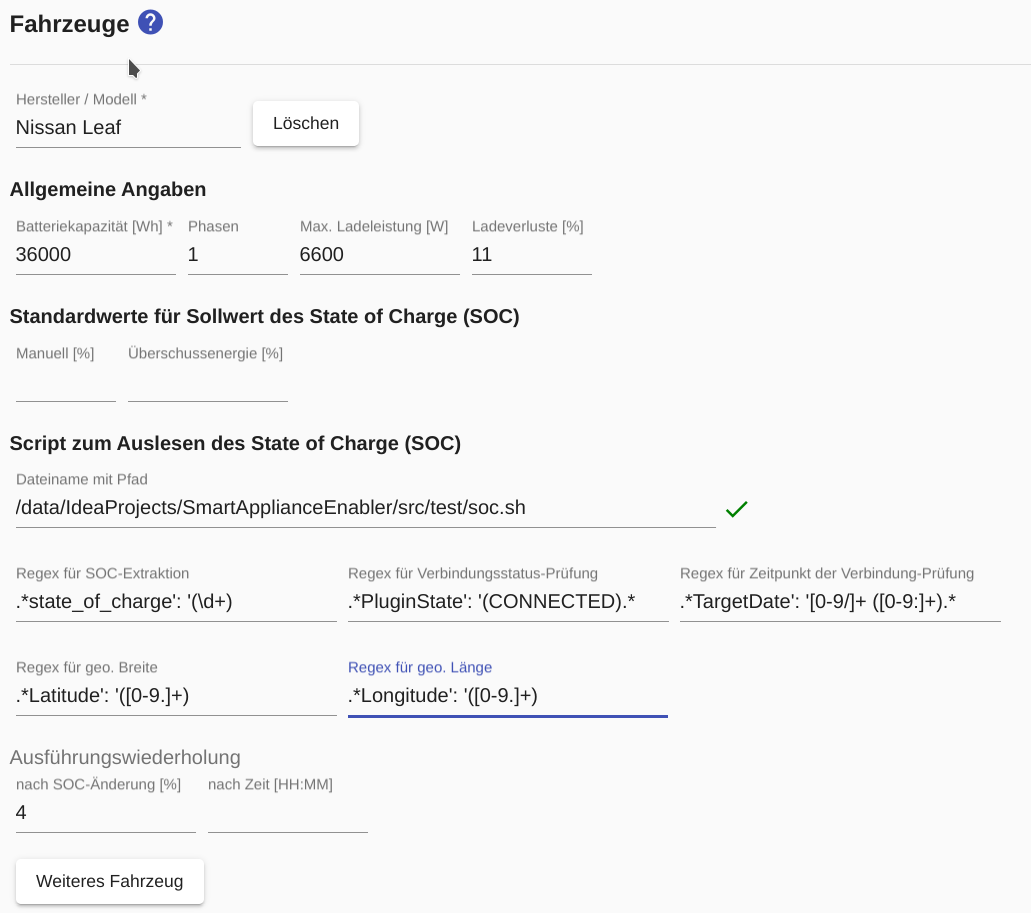 Fahrzeuge ?
Hersteller / Modell *
Nissan Leaf
Löschen
Allgemeine Angaben
Batteriekapazität [Wh] * Phasen Max. Ladeleistung [W] Ladeverluste [%]
36000 1 6600 11
Standardwerte für Sollwert des State of Charge (SOC)
Manuell [%] Überschussenergie [%]
Script zum Auslesen des State of Charge (SOC)
Dateiname mit Pfad
/data/IdeaProjects/SmartApplianceEnabler/src/test/soc.sh
Regex für SOC-Extraktion Regex für Verbindungsstatus-Prüfung Regex für Zeitpunkt der Verbindung-Prüfung
.*state_of_charge': '(\d+) .*PluginState': '(CONNECTED).* .*TargetDate': '[0-9/]+ ([0-9:]+).*
Regex für geo. Breite Regex für geo. Länge
.*Latitude': '([0-9.]+) .*Longitude': '([0-9.]+)
Ausführungswiederholung
nach SOC-Änderung [%] nach Zeit [HH:MM]
4
Weiteres Fahrzeug